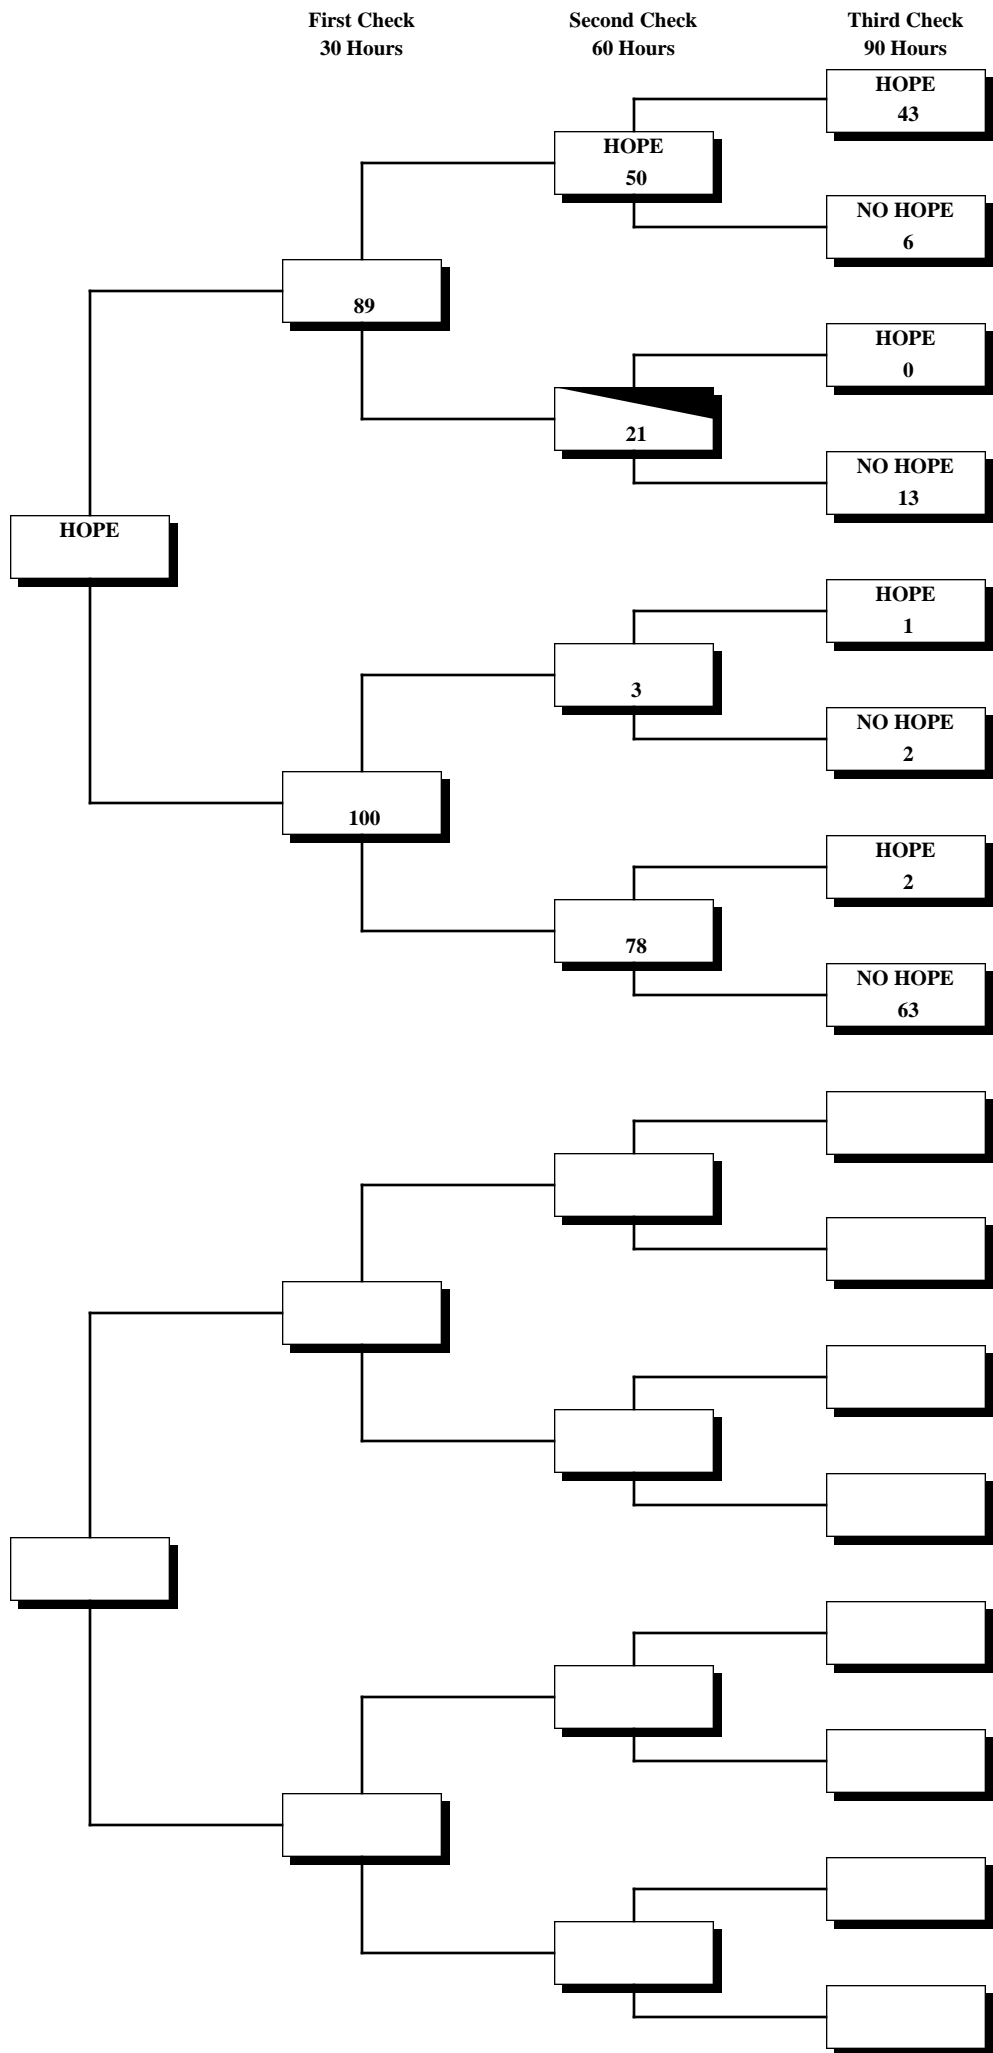 First Check
30 Hours
Second Check
60 Hours
Third Check
90 Hours
HOPE
43
HOPE
50
NO HOPE
6
89
HOPE
0
21
NO HOPE
13
HOPE
HOPE
1
3
NO HOPE
2
100
HOPE
2
78
NO HOPE
63